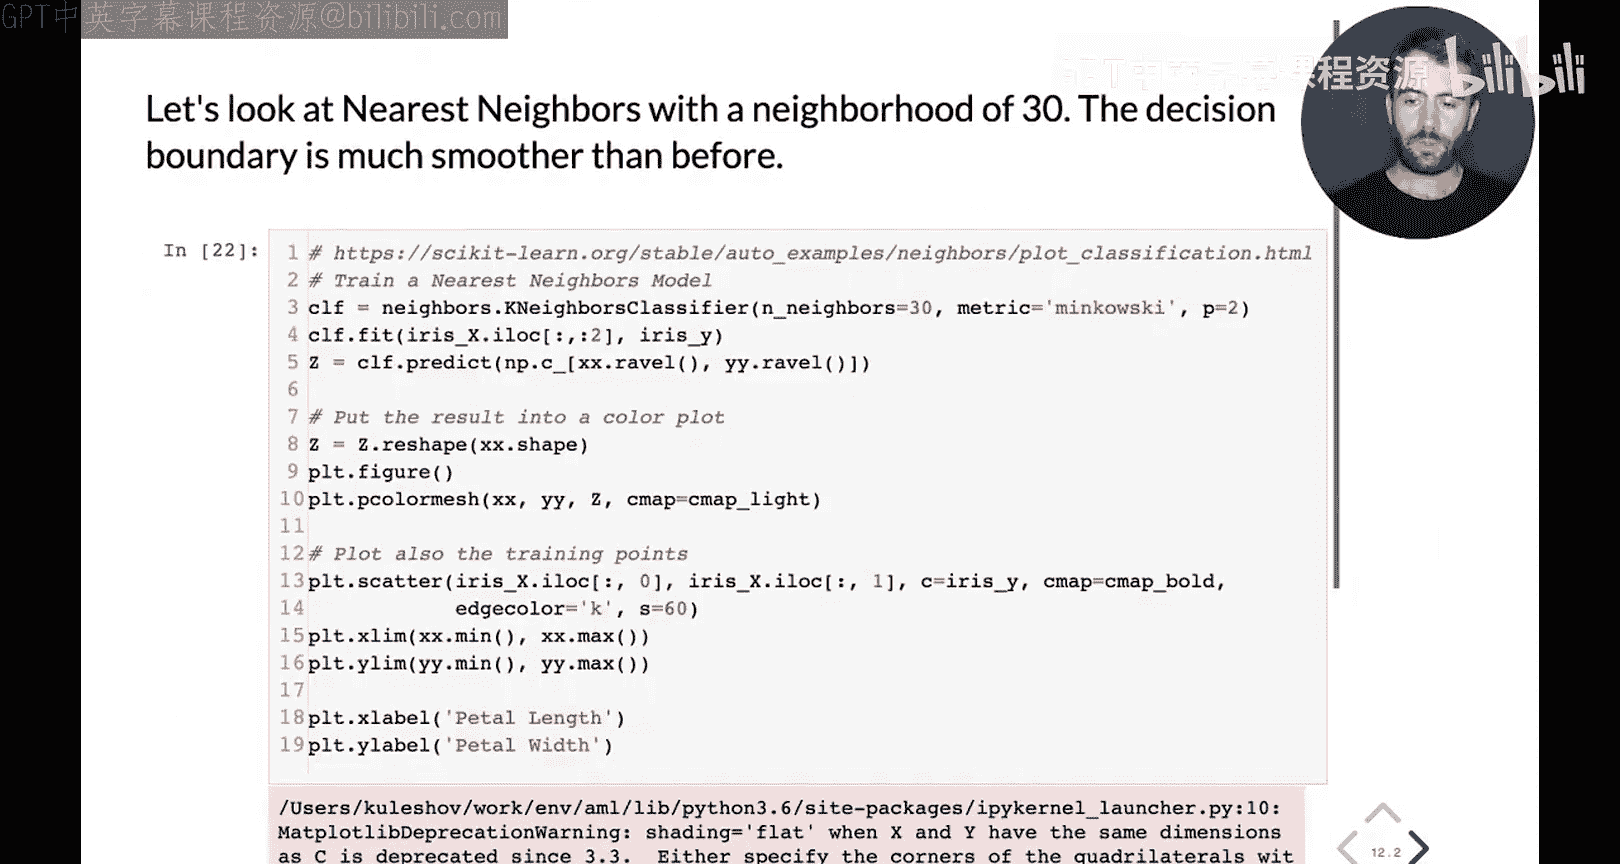 GPT中英字幕课程资源@bilibili.com
课程资源 bilibili
Let's look at Nearest Neighbors with a neighborhood of 30. The decision
boundary is much smoother than before.
In [22]:
1 # https://scikit-learn.org/stable/auto_examples/neighbors/plot_classification.html
2 # Train a Nearest Neighbors Model
3 clf = neighbors.KNeighborsClassifier(n_neighbors=30, metric='minkowski', p=2)
4 clf.fit(iris_X.iloc[:,:2], iris_y)
5 Z = clf.predict(np.c_[xx.ravel(), yy.ravel()])
6
7 # Put the result into a color plot
8 Z = Z.reshape(xx.shape)
9 plt.figure()
10 plt.pcolormesh(xx, yy, Z, cmap=cmap_light)
11
12 # Plot also the training points
13 plt.scatter(iris_X.iloc[:, 0], iris_X.iloc[:, 1], c=iris_y, cmap=cmap_bold,
14 edgecolor='k', s=60)
15 plt.xlim(xx.min(), xx.max())
16 plt.ylim(yy.min(), yy.max())
17
18 plt.xlabel('Petal Length')
19 plt.ylabel('Petal Width')
/Users/kuleshov/work/env/aml/lib/python3.6/site-packages/ipykernel_launcher.py:10:
MatplotlibDeprecationWarning: shading='flat' when X and Y have the same dimensions
as C is deprecated since 3.3. Either specify the corners of the quadrilaterals wit
12.2